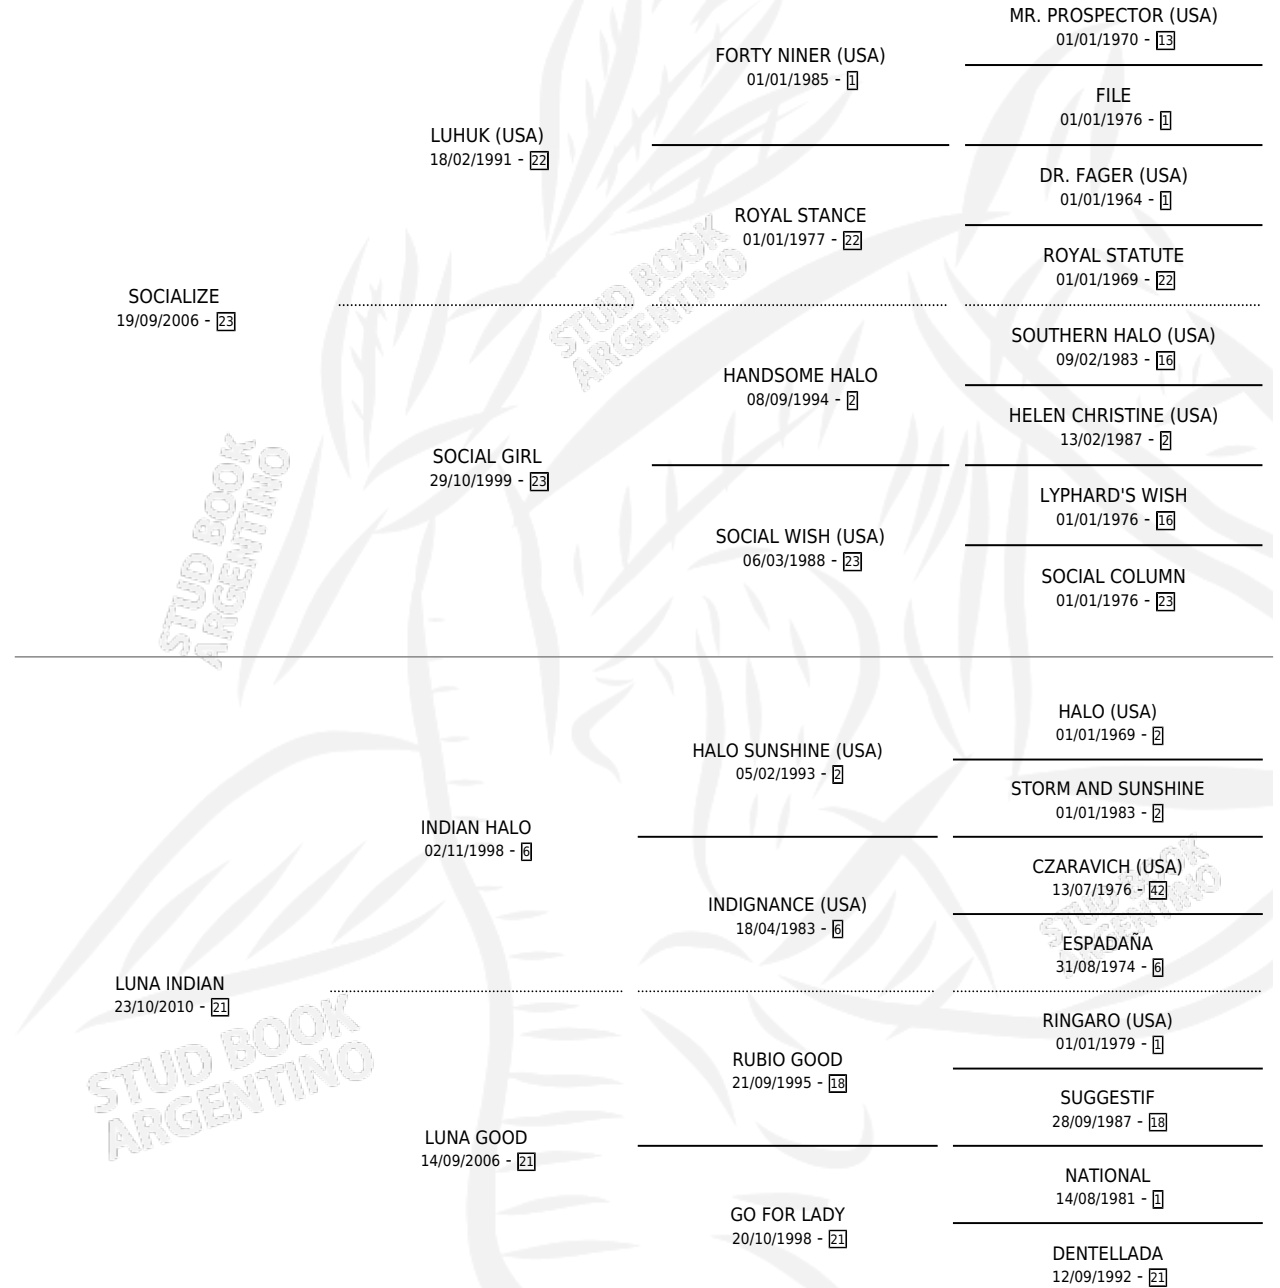 MR. PROSPECTOR (USA)
01/01/1970 - 13
FORTY NINER (USA)
01/01/1985 - 1
FILE
01/01/1976 - 1
LUHUK (USA)
18/02/1991 - 22
DR. FAGER (USA)
01/01/1964 - 1
ROYAL STANCE
01/01/1977 - 22
ROYAL STATUTE
01/01/1969 - 22
SOCIALIZE
19/09/2006 - 23
SOUTHERN HALO (USA)
09/02/1983 - 16
HANDSOME HALO
08/09/1994 - 2
HELEN CHRISTINE (USA)
13/02/1987 - 2
SOCIAL GIRL
29/10/1999 - 23
LYPHARD'S WISH
01/01/1976 - 16
SOCIAL WISH (USA)
06/03/1988 - 23
SOCIAL COLUMN
01/01/1976 - 23
STUD BOOK
ARGENTINO
STUD BOOK
ARGENTINO
HALO (USA)
01/01/1969 - 2
HALO SUNSHINE (USA)
05/02/1993 - 2
STORM AND SUNSHINE
01/01/1983 - 2
INDIAN HALO
02/11/1998 - 6
CZARAVICH (USA)
13/07/1976 - 42
INDIGNANCE (USA)
18/04/1983 - 6
ESPADAÑA
31/08/1974 - 6
STUD BOOK
ARGENTINO
LUNA INDIAN
23/10/2010 - 21
STUD BOOK
ARGENTINO
RINGARO (USA)
01/01/1979 - 1
RUBIO GOOD
21/09/1995 - 18
SUGGESTIF
28/09/1987 - 18
LUNA GOOD
14/09/2006 - 21
NATIONAL
14/08/1981 - 1
GO FOR LADY
20/10/1998 - 21
DENTELLADA
12/09/1992 - 21